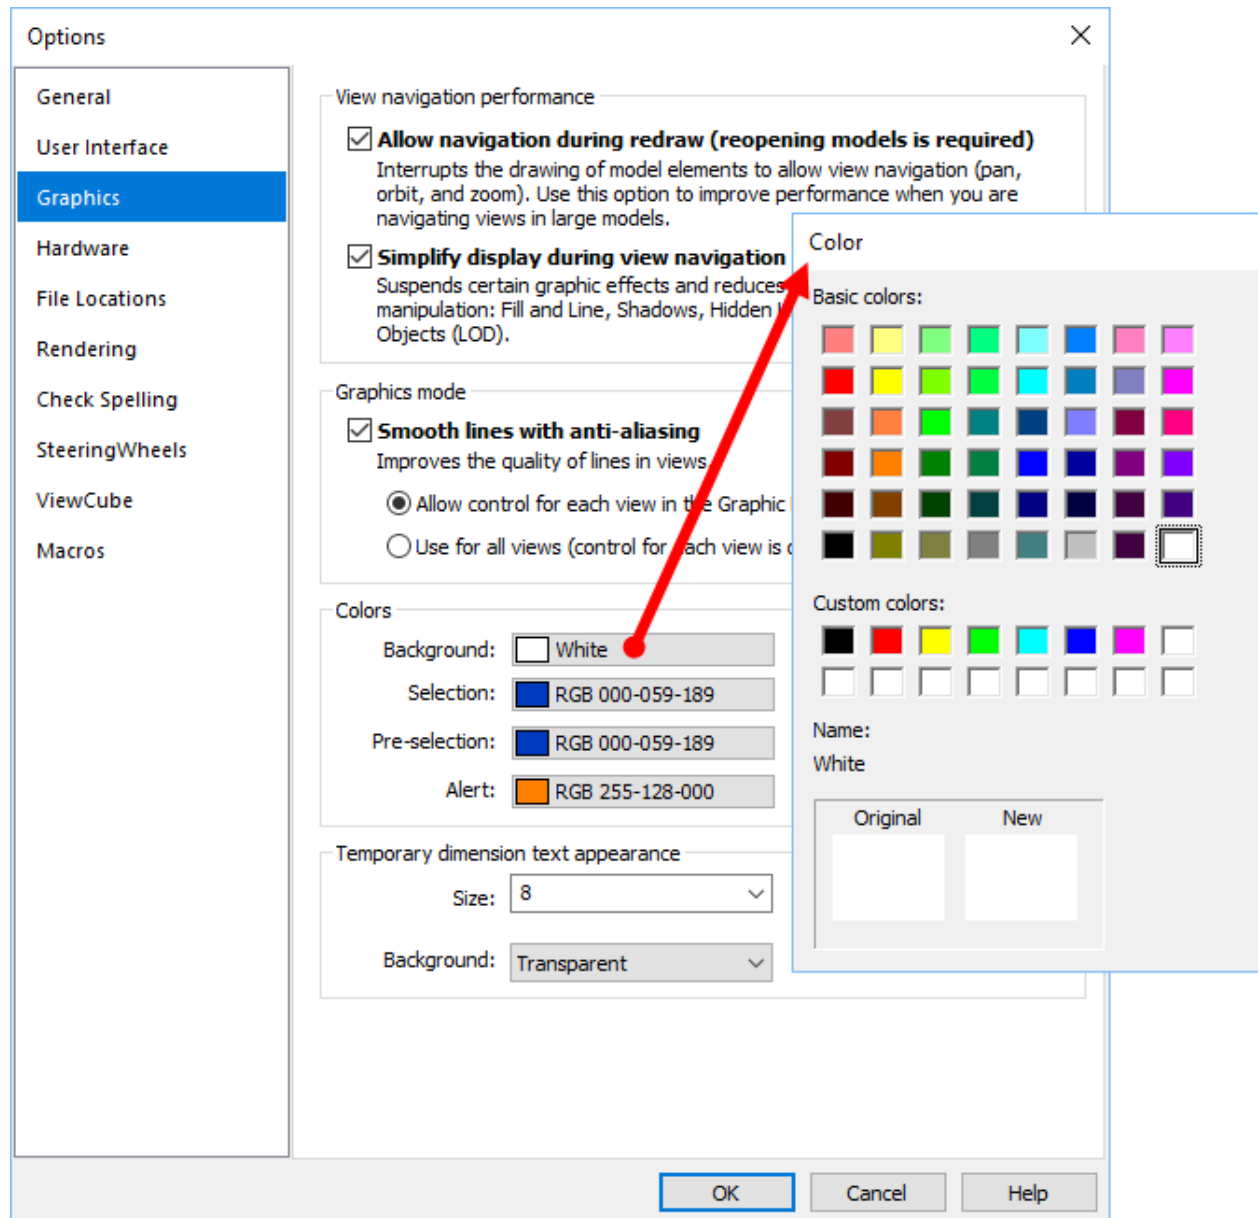 Options
General
User Interface
Graphics
Hardware
File Locations
Rendering
Check Spelling
SteeringWheels
ViewCube
Macros
View navigation performance
Allow navigation during redraw (reopening models is required)
Interrupts the drawing of model elements to allow view navigation (pan,
orbit, and zoom). Use this option to improve performance when you are
navigating views in large models.
Simplify display during view navigation
Suspends certain graphic effects and reduces
manipulation: Fill and Line, Shadows, Hidden
Objects (LOD).
Graphics mode
Smooth lines with anti-aliasing
Improves the quality of lines in views.
Allow control for each view in the Graphic
Use for all views (control for each view is
Colors
Background: White
Selection: RGB 000-059-189
Pre-selection: RGB 000-059-189
Alert: RGB 255-128-000
Temporary dimension text appearance
Size: 8
Background: Transparent
OK Cancel Help
Color
Basic colors:
Custom colors:
Name:
White
Original New